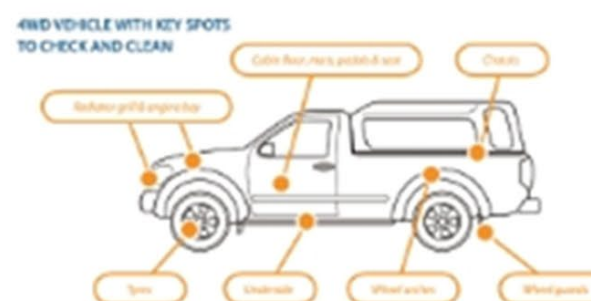 4WD VEHICLE WITH KEY SPOTS
TO CHECK AND CLEAN
Cabin floor, mats, pedals & seat
Chassis
Radiator grill & engine bay
Tyres
Underside
Wheel arches
Wheel guards